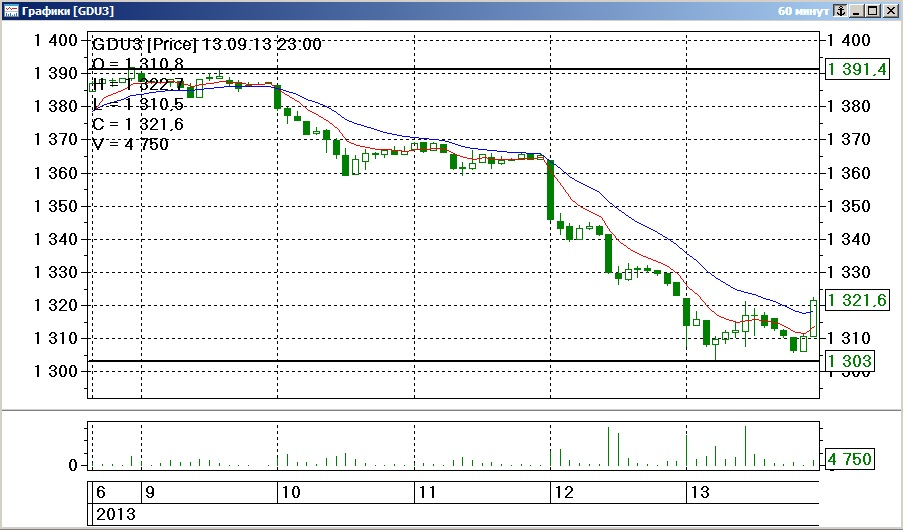 Графики [GDU3] 60 минут
GDU3 [Price] 13.09.13 23:00
O = 1 310,8
H = 1 322,7
L = 1 310,5
C = 1 321,6
V = 4 750
1 400 1 400
1 390 1 391,4
1 380 1 380
1 370 1 370
1 360 1 360
1 350 1 350
1 340 1 340
1 330 1 330
1 320 1 321,6
1 310 1 310
1 303
1 300 1 300
0 4 750
6 9 10 11 12 13
2013